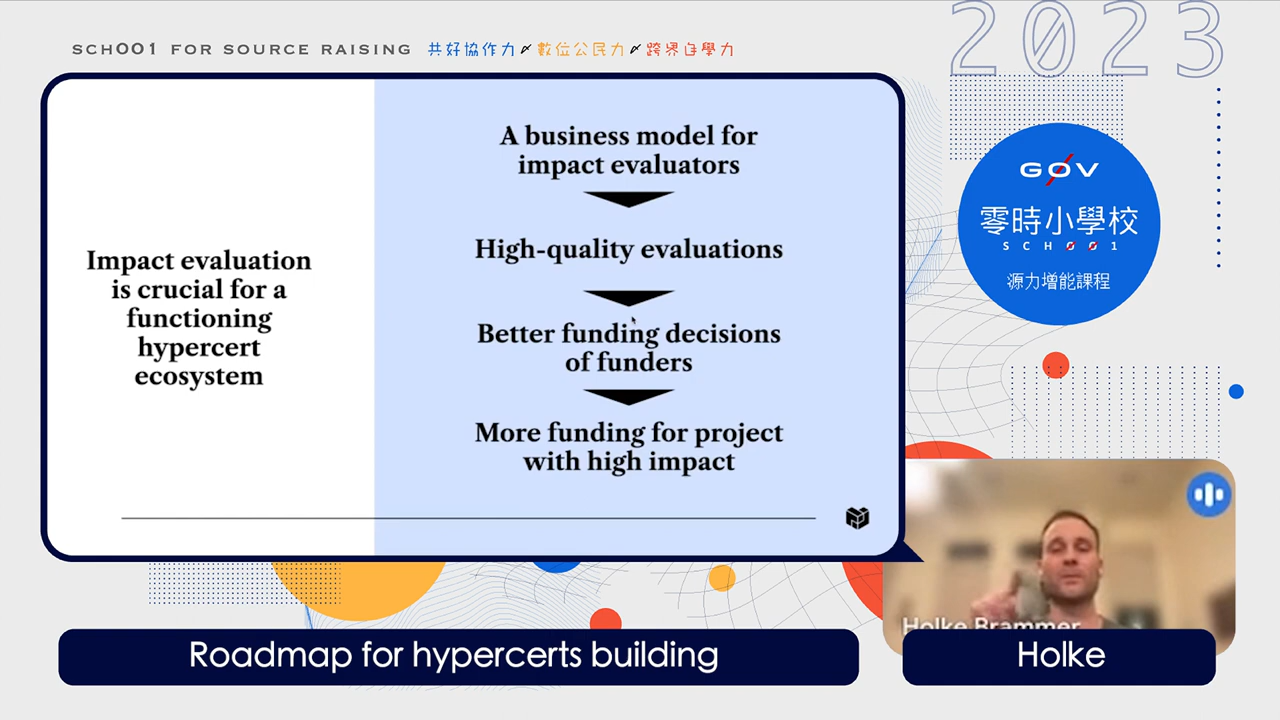 SCH001 FOR SOURCE RAISING 共好協作力 數位公民力 跨界自學力
2023
Impact evaluation
is crucial for a
functioning
hypercert
ecosystem
A business model for
impact evaluators
High-quality evaluations
Better funding decisions
of funders
More funding for project
with high impact
G0V
零時小學校
SCH001
源力增能課程
Holke Brammer
Roadmap for hypercerts building
Holke